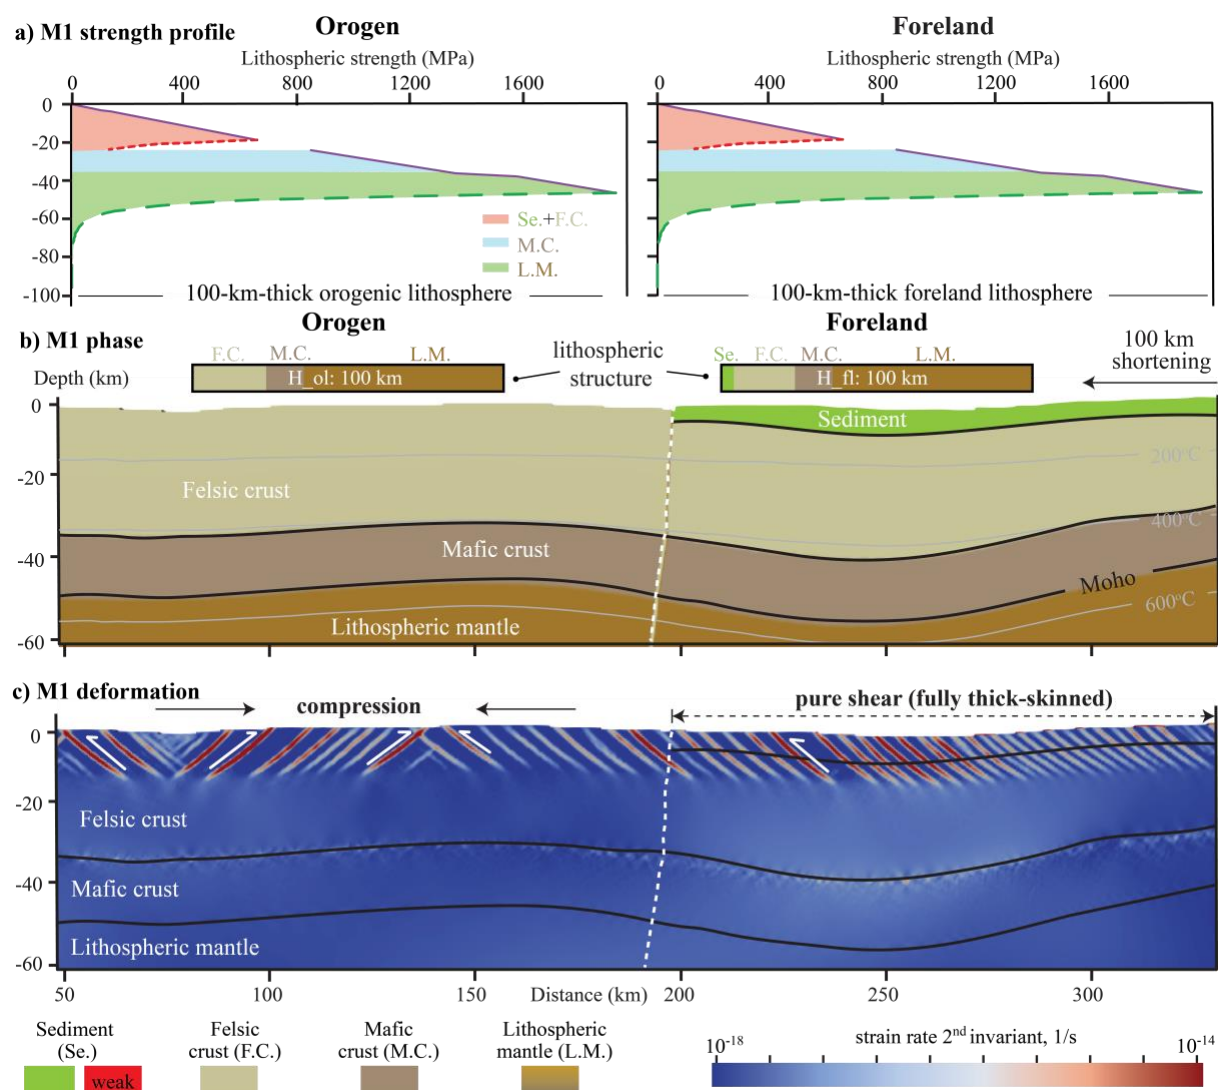 a) M1 strength profile
Orogen
Foreland
Lithospheric strength (MPa)
Lithospheric strength (MPa)
0 400 800 1200 1600
0 400 800 1200 1600
0
-20
-40
-60
-80
-100
Se.+F.C.
M.C.
L.M.
100-km-thick orogenic lithosphere
100-km-thick foreland lithosphere
b) M1 phase
Orogen
Foreland
F.C. M.C. L.M.
H_ol: 100 km
lithospheric
structure
Se. F.C. M.C. L.M.
H_fl: 100 km
100 km
shortening
Depth (km)
0
-20
-40
-60
Sediment
Felsic crust
Mafic crust
Lithospheric mantle
200°C
400°C
Moho
600°C
c) M1 deformation
compression
pure shear (fully thick-skinned)
0
-20
-40
-60
Felsic crust
Mafic crust
Lithospheric mantle
50 100 150 Distance (km) 200 250 300
Sediment
(Se.)
weak
Felsic
crust (F.C.)
Mafic
crust (M.C.)
Lithospheric
mantle (L.M.)
strain rate 2nd invariant, 1/s
10-18
10-14